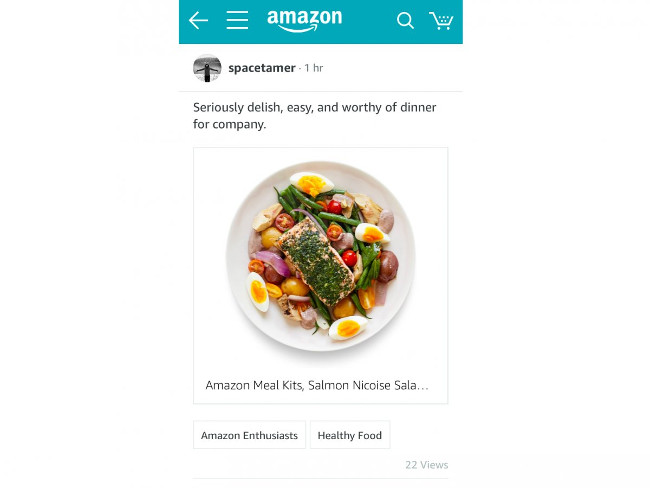 amazon
spacetamer · 1 hr
Seriously delish, easy, and worthy of dinner
for company.
Amazon Meal Kits, Salmon Nicoise Sala...
Amazon Enthusiasts
Healthy Food
22 Views